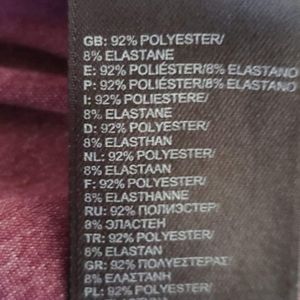 GB: 92% POLYESTER/
8% ELASTANE
E: 92% POLIÉSTER/8% ELASTANO
P: 92% POLIÉSTER/8% ELASTANO
I: 92% POLIESTERE/
8% ELASTANE
D: 92% POLYESTER/
8% ELASTHAN
NL: 92% POLYESTER/
8% ELASTAAN
F: 92% POLYESTER/
8% ELASTHANNE
RU: 92% ПОЛИЭСТЕР/
8% ЭЛАСТЕН
TR: 92% POLYESTER/
8% ELASTAN
GR: 92% ΠΟΛΥΕΣΤΕΡΑΣ/
8% ΕΛΑΣΤΑΝΗ
PL: 92% POLYESTER/